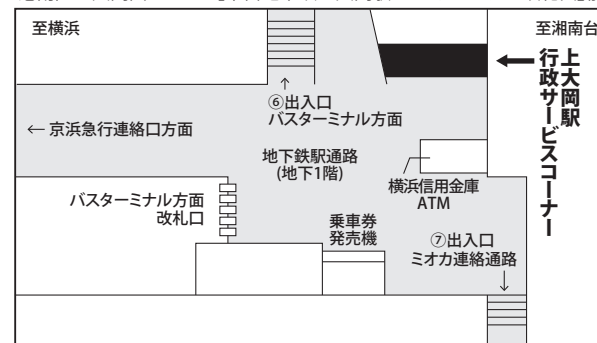 至横浜
至湘南台
上大岡駅
行政サービスコーナー
⑥出入口
バスターミナル方面
← 京浜急行連絡口方面
地下鉄駅通路
(地下1階)
横浜信用金庫
ATM
バスターミナル方面
改札口
乗車券
発売機
⑦出入口
ミオカ連絡通路